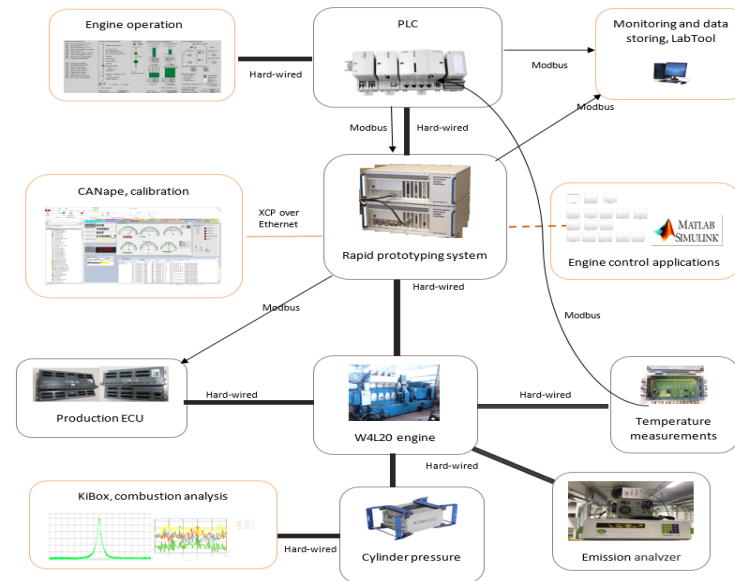 Engine operation
PLC
Monitoring and data
storing, LabTool
Hard-wired
Modbus
Modbus
Modbus
Hard-wired
CANape, calibration
XCP over
Ethernet
Rapid prototyping system
MATLAB
SIMULINK
Engine control applications
Hard-wired
Modbus
Modbus
Production ECU
Hard-wired
W4L20 engine
Hard-wired
Temperature
measurements
Hard-wired
KiBox, combustion analysis
Hard-wired
Cylinder pressure
Emission analyzer